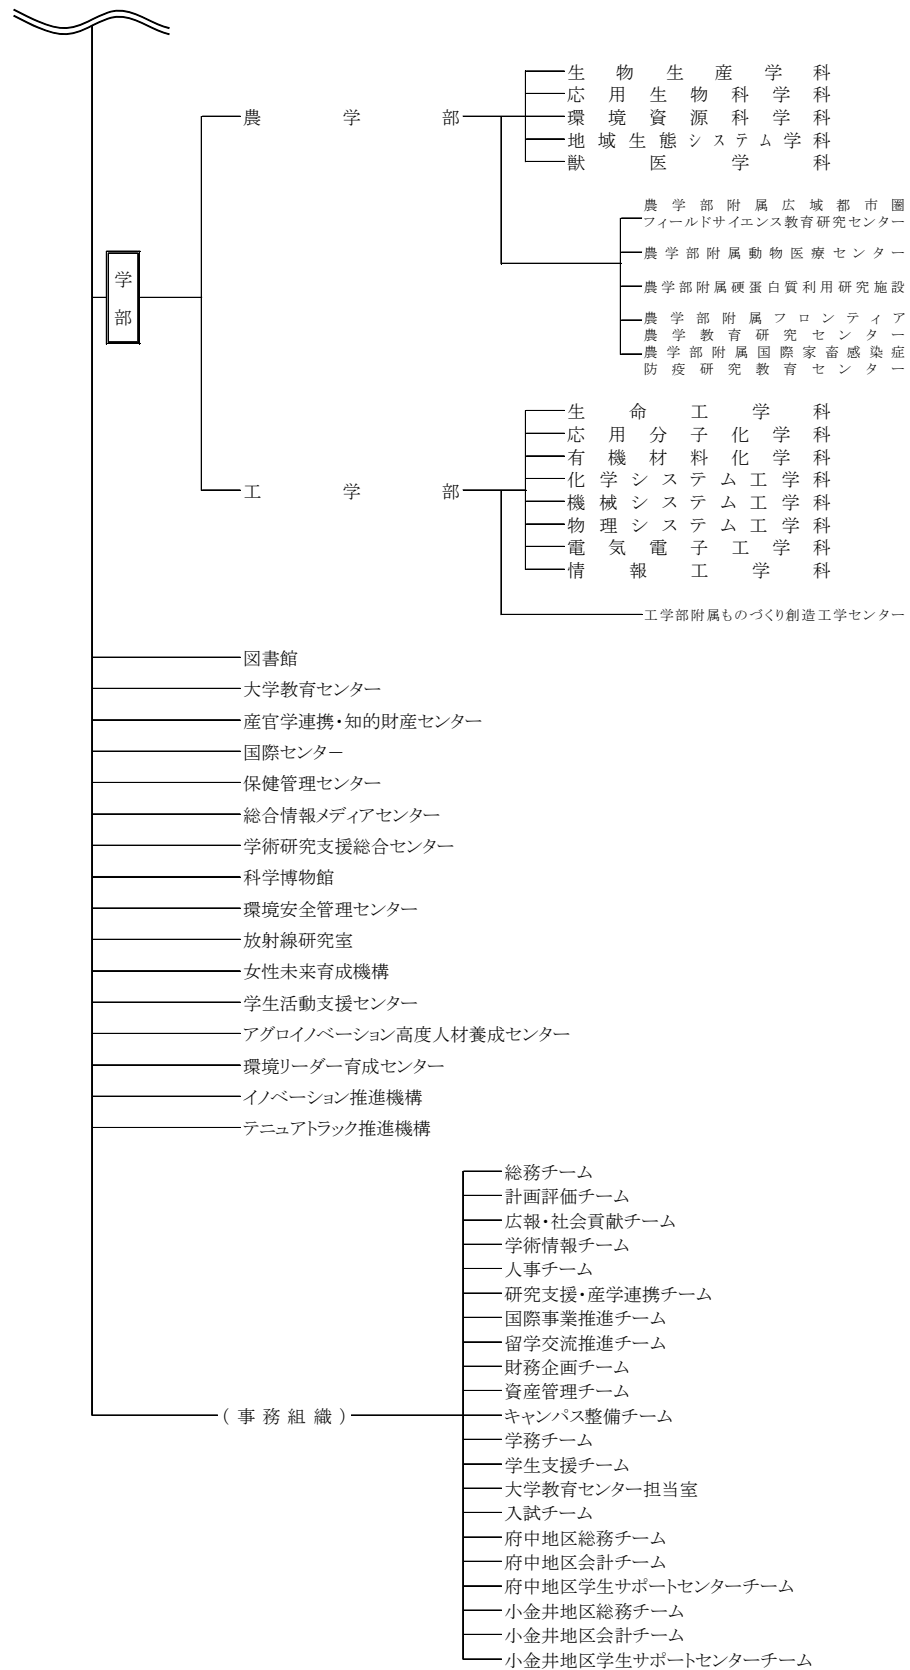 学部
農学部
生物生産学科
応用生物科学科
環境資源科学科
地域生態システム学科
獣医学科
農学部附属広域都市圏
フィールドサイエンス教育研究センター
農学部附属動物医療センター
農学部附属硬蛋白質利用研究施設
農学部附属フロンティア
農学教育研究センター
農学部附属国際家畜感染症
防疫研究教育センター
工学部
生命工学科
応用分子化学科
有機材料化学科
化学システム工学科
機械システム工学科
物理システム工学科
電気電子工学科
情報工学科
工学部附属ものづくり創造工学センター
図書館
大学教育センター
産官学連携・知的財産センター
国際センター
保健管理センター
総合情報メディアセンター
学術研究支援総合センター
科学博物館
環境安全管理センター
放射線研究室
女性未来育成機構
学生活動支援センター
アグロイノベーション高度人材養成センター
環境リーダー育成センター
イノベーション推進機構
テニュアトラック推進機構
(事務組織)
総務チーム
計画評価チーム
広報・社会貢献チーム
学術情報チーム
人事チーム
研究支援・産学連携チーム
国際事業推進チーム
留学交流推進チーム
財務企画チーム
資産管理チーム
キャンパス整備チーム
学務チーム
学生支援チーム
大学教育センター担当室
入試チーム
府中地区総務チーム
府中地区会計チーム
府中地区学生サポートセンターチーム
小金井地区総務チーム
小金井地区会計チーム
小金井地区学生サポートセンターチーム